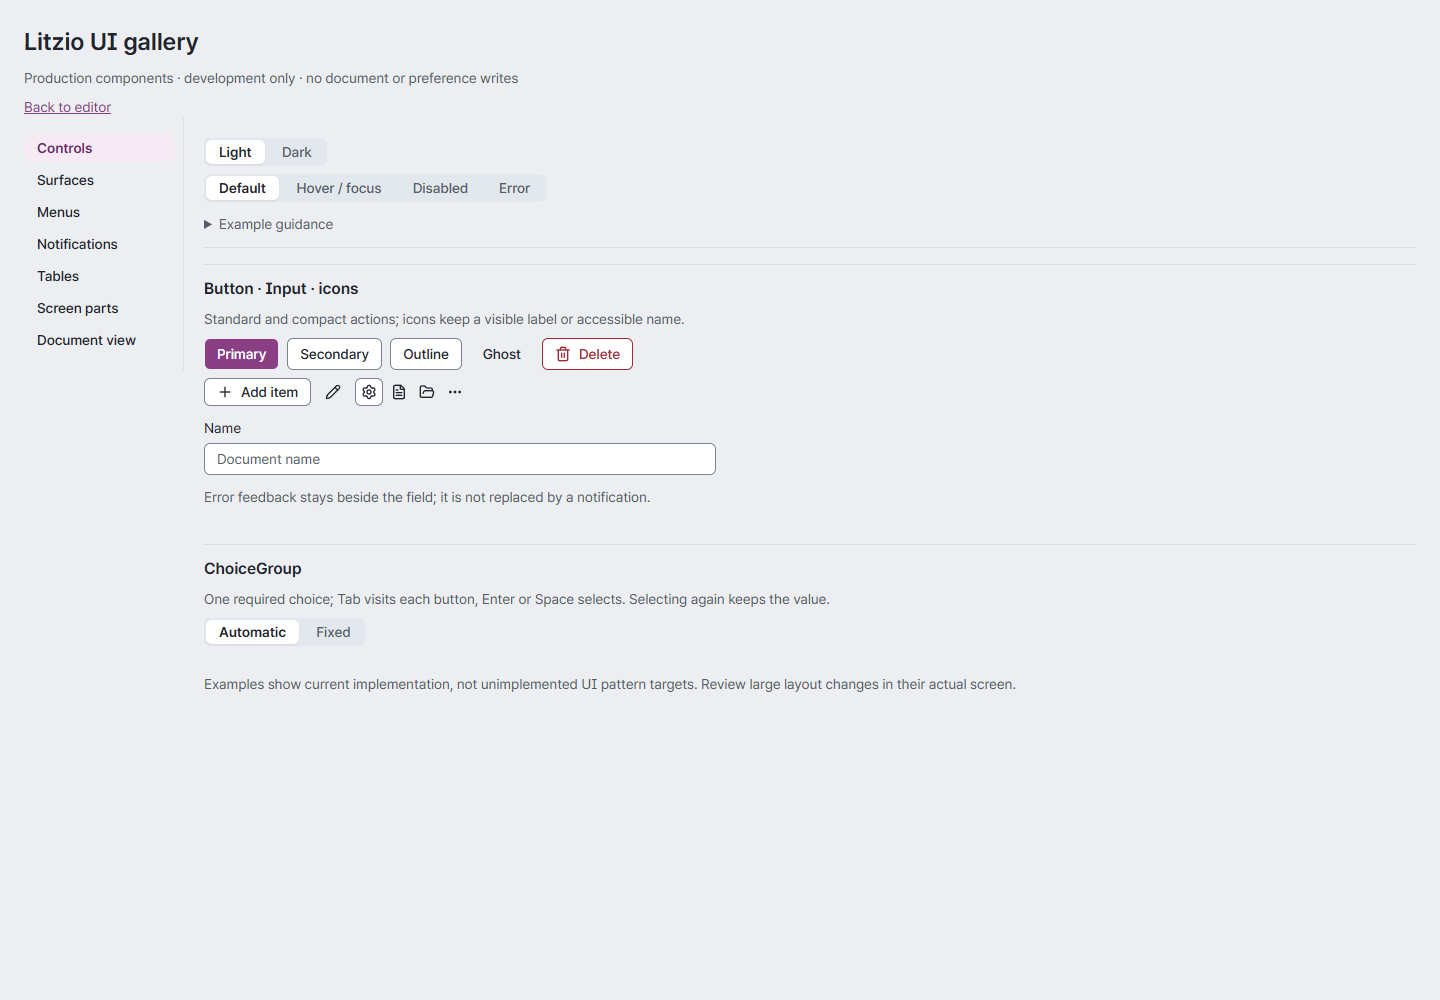 Litzio UI gallery
Production components · development only · no document or preference writes
Back to editor
Controls
Surfaces
Menus
Notifications
Tables
Screen parts
Document view
Light Dark
Default Hover / focus Disabled Error
Example guidance
Button · Input · icons
Standard and compact actions; icons keep a visible label or accessible name.
Primary Secondary Outline Ghost Delete
Add item
Name
Document name
Error feedback stays beside the field; it is not replaced by a notification.
ChoiceGroup
One required choice; Tab visits each button, Enter or Space selects. Selecting again keeps the value.
Automatic Fixed
Examples show current implementation, not unimplemented UI pattern targets. Review large layout changes in their actual screen.